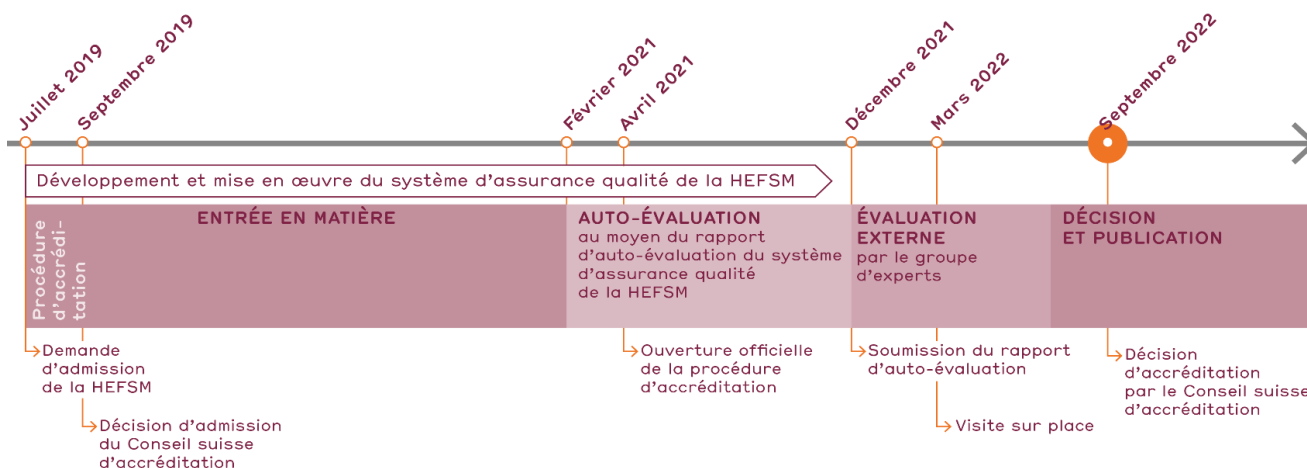 Juillet 2019
Septembre 2019
Février 2021
Avril 2021
Décembre 2021
Mars 2022
Septembre 2022
Développement et mise en œuvre du système d'assurance qualité de la HEFSM
Procédure
d'accrédi-
tation
ENTRÉE EN MATIÈRE
AUTO-ÉVALUATION
au moyen du rapport
d'auto-évaluation du système
d'assurance qualité
de la HEFSM
ÉVALUATION
EXTERNE
par le groupe
d'experts
DÉCISION
ET PUBLICATION
Demande
d'admission
de la HEFSM
Décision d'admission
du Conseil suisse
d'accréditation
Ouverture officielle
de la procédure
d'accréditation
Soumission du rapport
d'auto-évaluation
Visite sur place
Décision
d'accréditation
par le Conseil suisse
d'accréditation